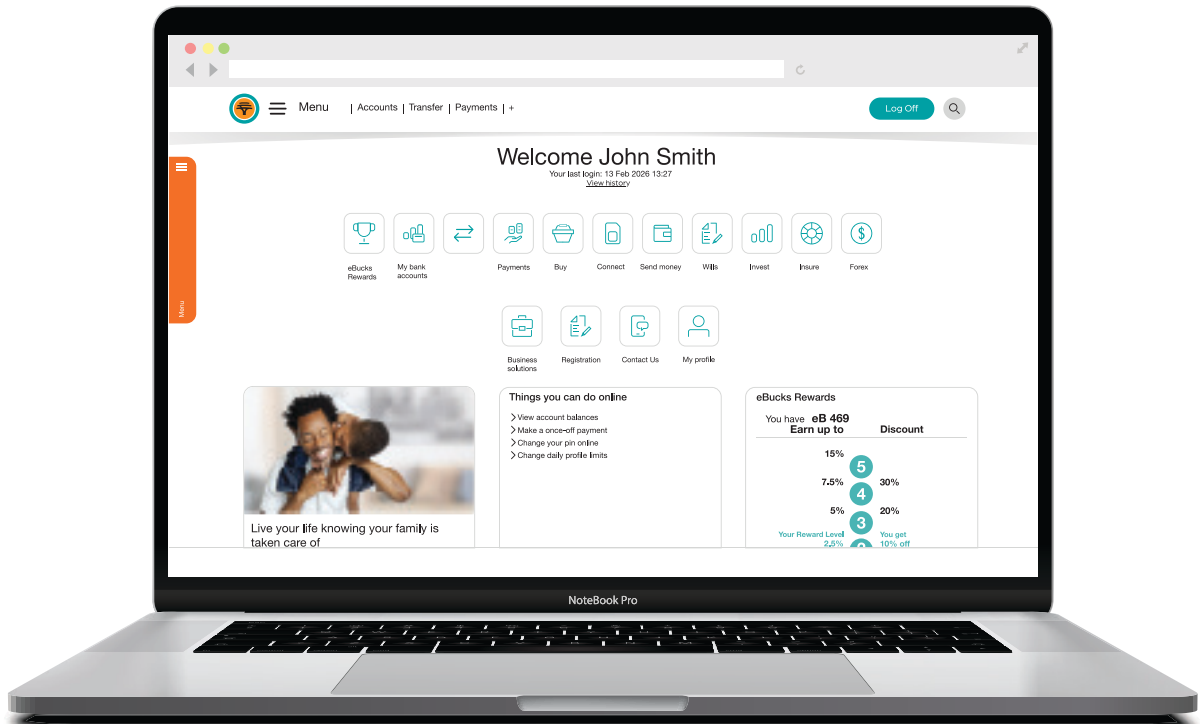 Menu | Accounts | Transfer | Payments | +
Log Off
Welcome John Smith
Your last login: 13 Feb 2026 13:27
View history
Menu
eBucks
Rewards
My bank
accounts
Payments
Buy
Connect
Send money
Wills
Invest
Insure
Forex
Business
solutions
Registration
Contact Us
My profile
Live your life knowing your family is
taken care of
Things you can do online
View account balances
Make a once-off payment
Change your pin online
Change daily profile limits
eBucks Rewards
You have eB 469
Earn up to Discount
15%
5
7.5% 30%
4
5% 20%
3
Your Reward Level You get
2.5% 10% off
NoteBook Pro